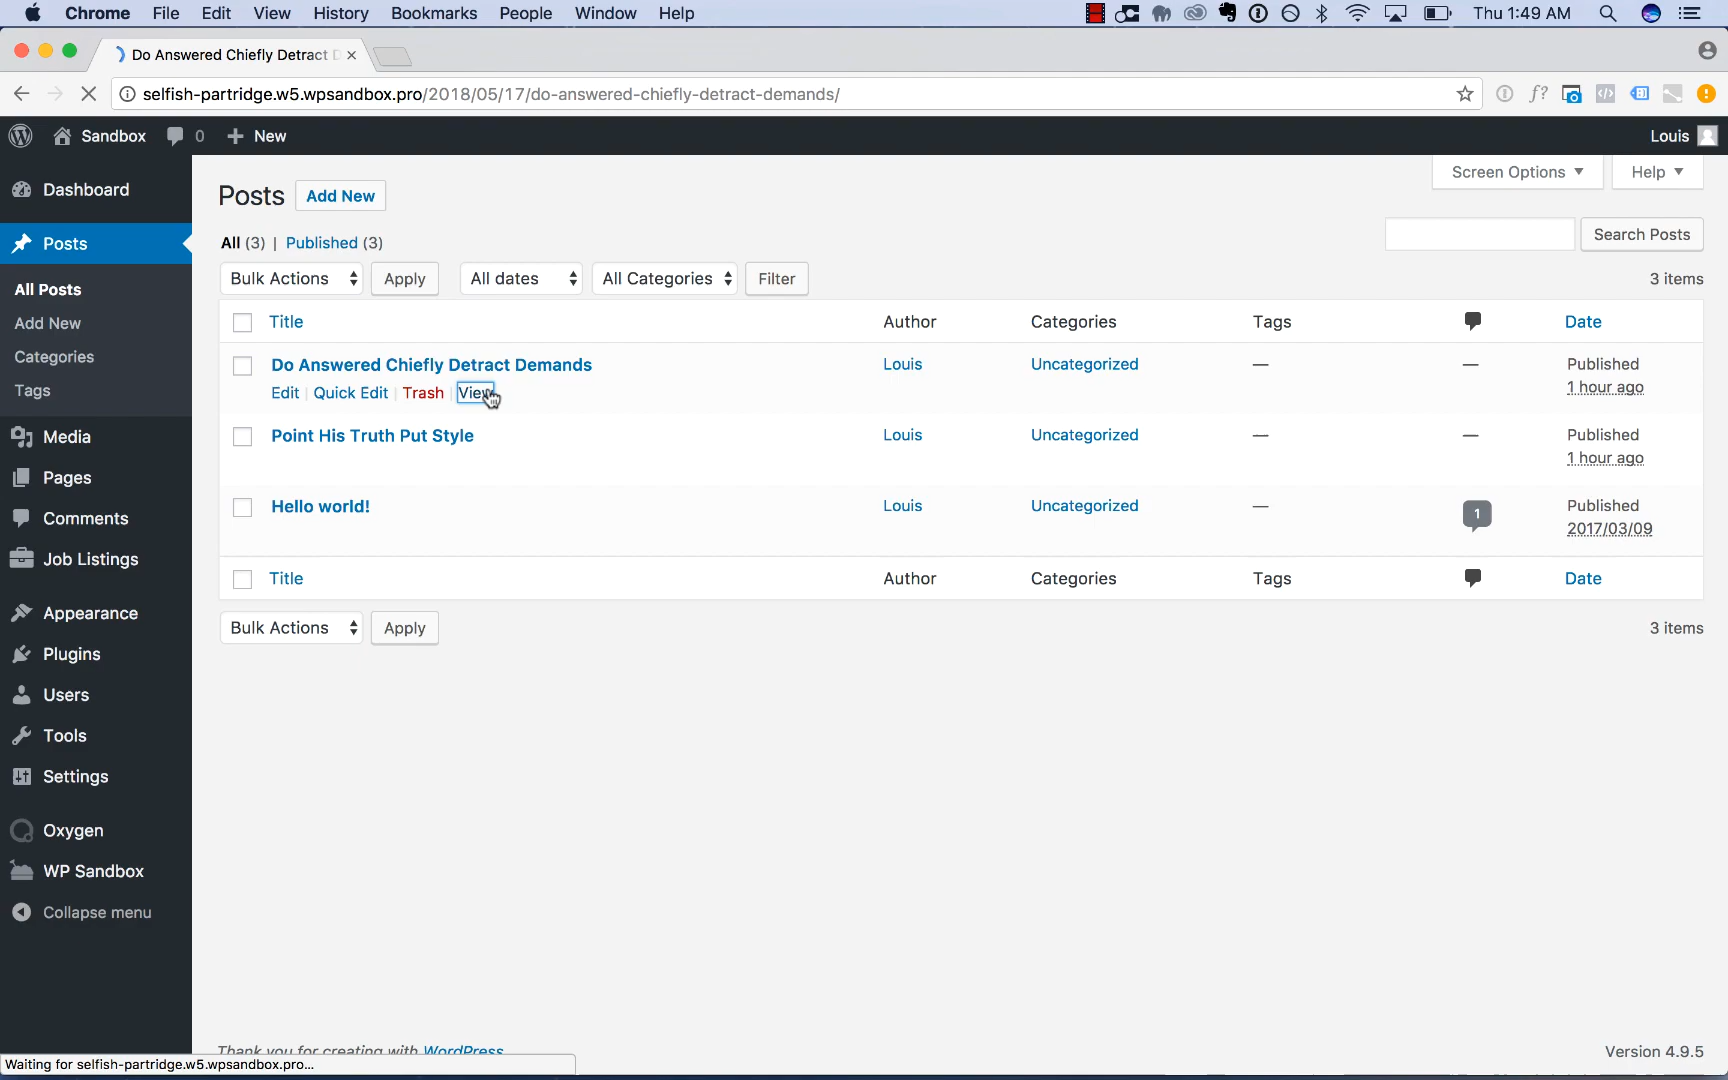 Chrome File Edit View History Bookmarks People Window Help Thu 1:49 AM
Do Answered Chiefly Detract D
selfish-partridge.w5.wpsandbox.pro/2018/05/17/do-answered-chiefly-detract-demands/
Sandbox 0 + New Louis
Dashboard
Posts
All Posts
Add New
Categories
Tags
Media
Pages
Comments
Job Listings
Appearance
Plugins
Users
Tools
Settings
Oxygen
WP Sandbox
Collapse menu
Screen Options Help
Posts Add New
All (3) | Published (3)
Search Posts
Bulk Actions Apply All dates All Categories Filter 3 items
Title Author Categories Tags Date
Do Answered Chiefly Detract Demands Louis Uncategorized — — Published
Edit | Quick Edit | Trash | View 1 hour ago
Point His Truth Put Style Louis Uncategorized — — Published
1 hour ago
Hello world! Louis Uncategorized — 1 Published
2017/03/09
Title Author Categories Tags Date
Bulk Actions Apply 3 items
Thank you for creating with WordPress
Version 4.9.5
Waiting for selfish-partridge.w5.wpsandbox.pro...